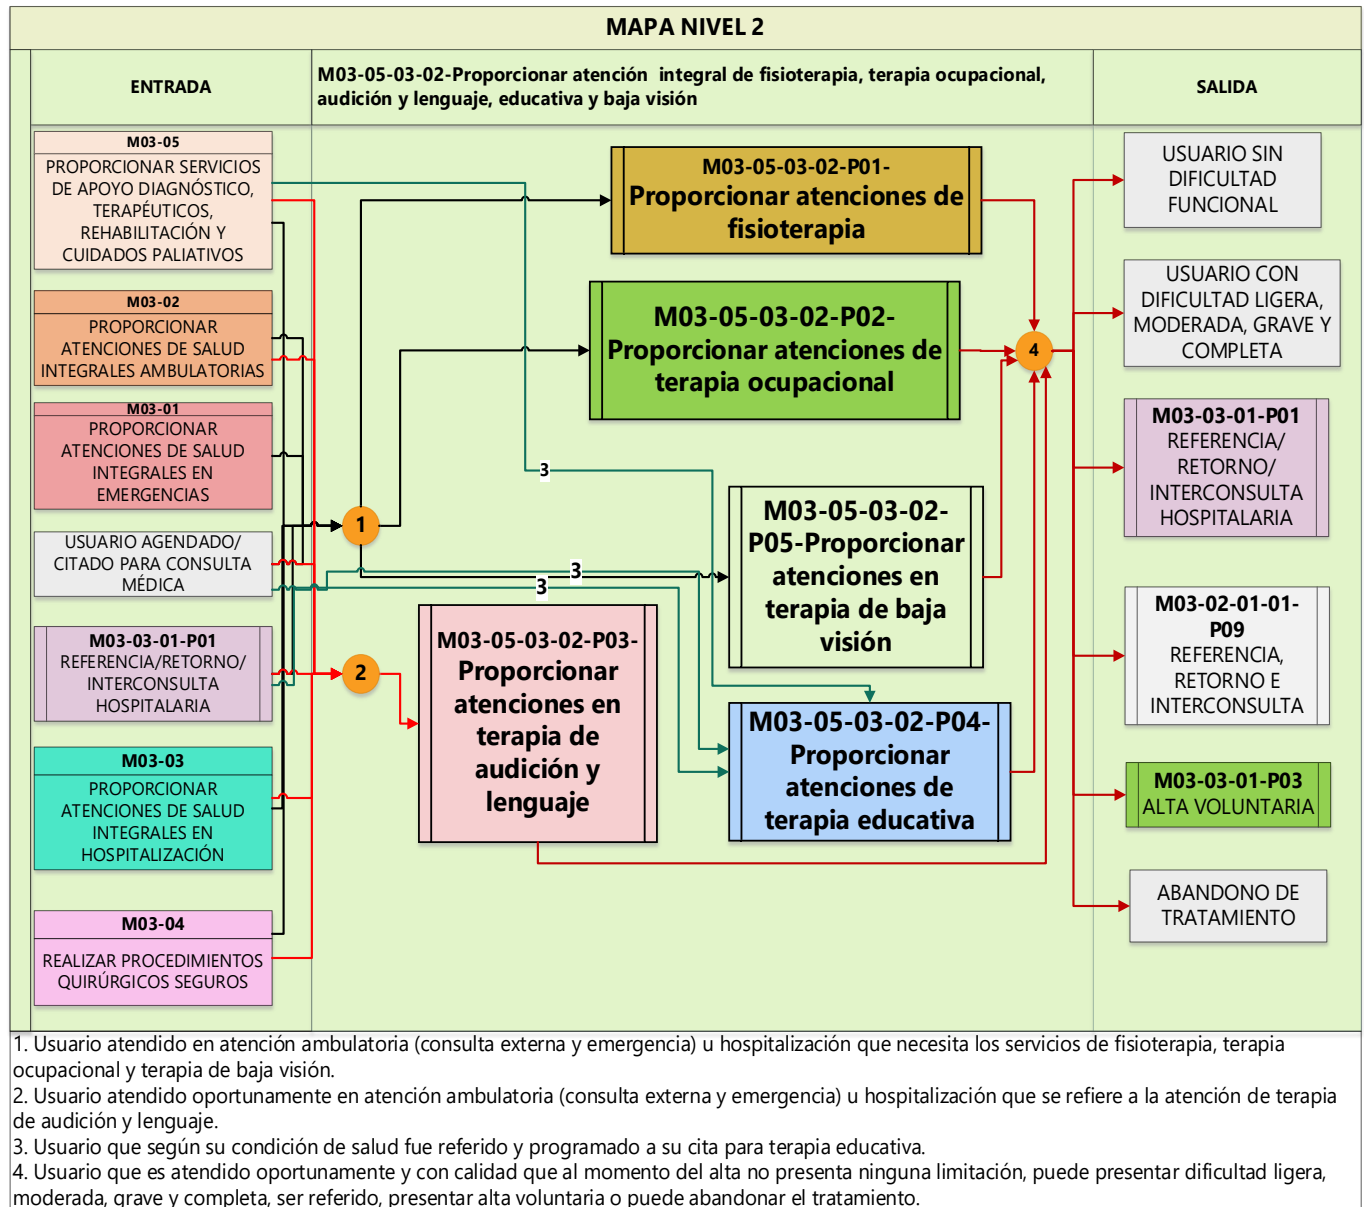 MAPA NIVEL 2
ENTRADA
M03-05-03-02-Proporcionar atención integral de fisioterapia, terapia ocupacional,
audición y lenguaje, educativa y baja visión
SALIDA
M03-05
PROPORCIONAR SERVICIOS
DE APOYO DIAGNÓSTICO,
TERAPÉUTICOS,
REHABILITACIÓN Y
CUIDADOS PALIATIVOS
M03-02
PROPORCIONAR
ATENCIONES DE SALUD
INTEGRALES AMBULATORIAS
M03-01
PROPORCIONAR
ATENCIONES DE SALUD
INTEGRALES EN
EMERGENCIAS
USUARIO AGENDADO/
CITADO PARA CONSULTA
MÉDICA
M03-03-01-P01
REFERENCIA/RETORNO/
INTERCONSULTA
HOSPITALARIA
M03-03
PROPORCIONAR
ATENCIONES DE SALUD
INTEGRALES EN
HOSPITALIZACIÓN
M03-04
REALIZAR PROCEDIMIENTOS
QUIRÚRGICOS SEGUROS
1
2
3
3
3
M03-05-03-02-P01-
Proporcionar atenciones de
fisioterapia
M03-05-03-02-P02-
Proporcionar atenciones de
terapia ocupacional
M03-05-03-02-
P05-Proporcionar
atenciones en
terapia de baja
visión
M03-05-03-02-P03-
Proporcionar
atenciones en
terapia de
audición y
lenguaje
M03-05-03-02-P04-
Proporcionar
atenciones de
terapia educativa
4
USUARIO SIN
DIFICULTAD
FUNCIONAL
USUARIO CON
DIFICULTAD LIGERA,
MODERADA, GRAVE Y
COMPLETA
M03-03-01-P01
REFERENCIA/
RETORNO/
INTERCONSULTA
HOSPITALARIA
M03-02-01-01-
P09
REFERENCIA,
RETORNO E
INTERCONSULTA
M03-03-01-P03
ALTA VOLUNTARIA
ABANDONO DE
TRATAMIENTO
1. Usuario atendido en atención ambulatoria (consulta externa y emergencia) u hospitalización que necesita los servicios de fisioterapia, terapia
ocupacional y terapia de baja visión.
2. Usuario atendido oportunamente en atención ambulatoria (consulta externa y emergencia) u hospitalización que se refiere a la atención de terapia
de audición y lenguaje.
3. Usuario que según su condición de salud fue referido y programado a su cita para terapia educativa.
4. Usuario que es atendido oportunamente y con calidad que al momento del alta no presenta ninguna limitación, puede presentar dificultad ligera,
moderada, grave y completa, ser referido, presentar alta voluntaria o puede abandonar el tratamiento.